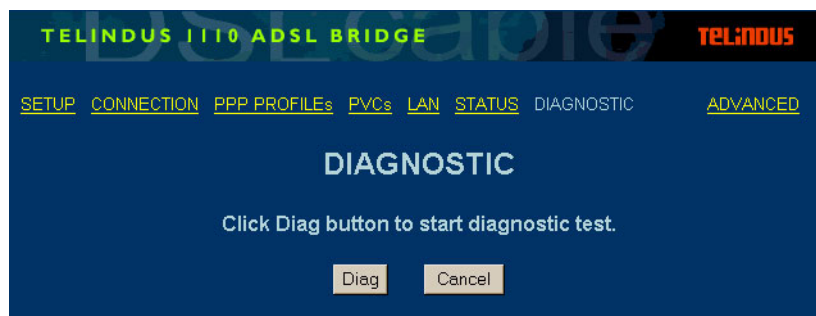 DSLcable
TELINDUS 1110 ADSL BRIDGE TELINDUS
SETUP CONNECTION PPP PROFILEs PVCs LAN STATUS DIAGNOSTIC ADVANCED
DIAGNOSTIC
Click Diag button to start diagnostic test.
Diag Cancel